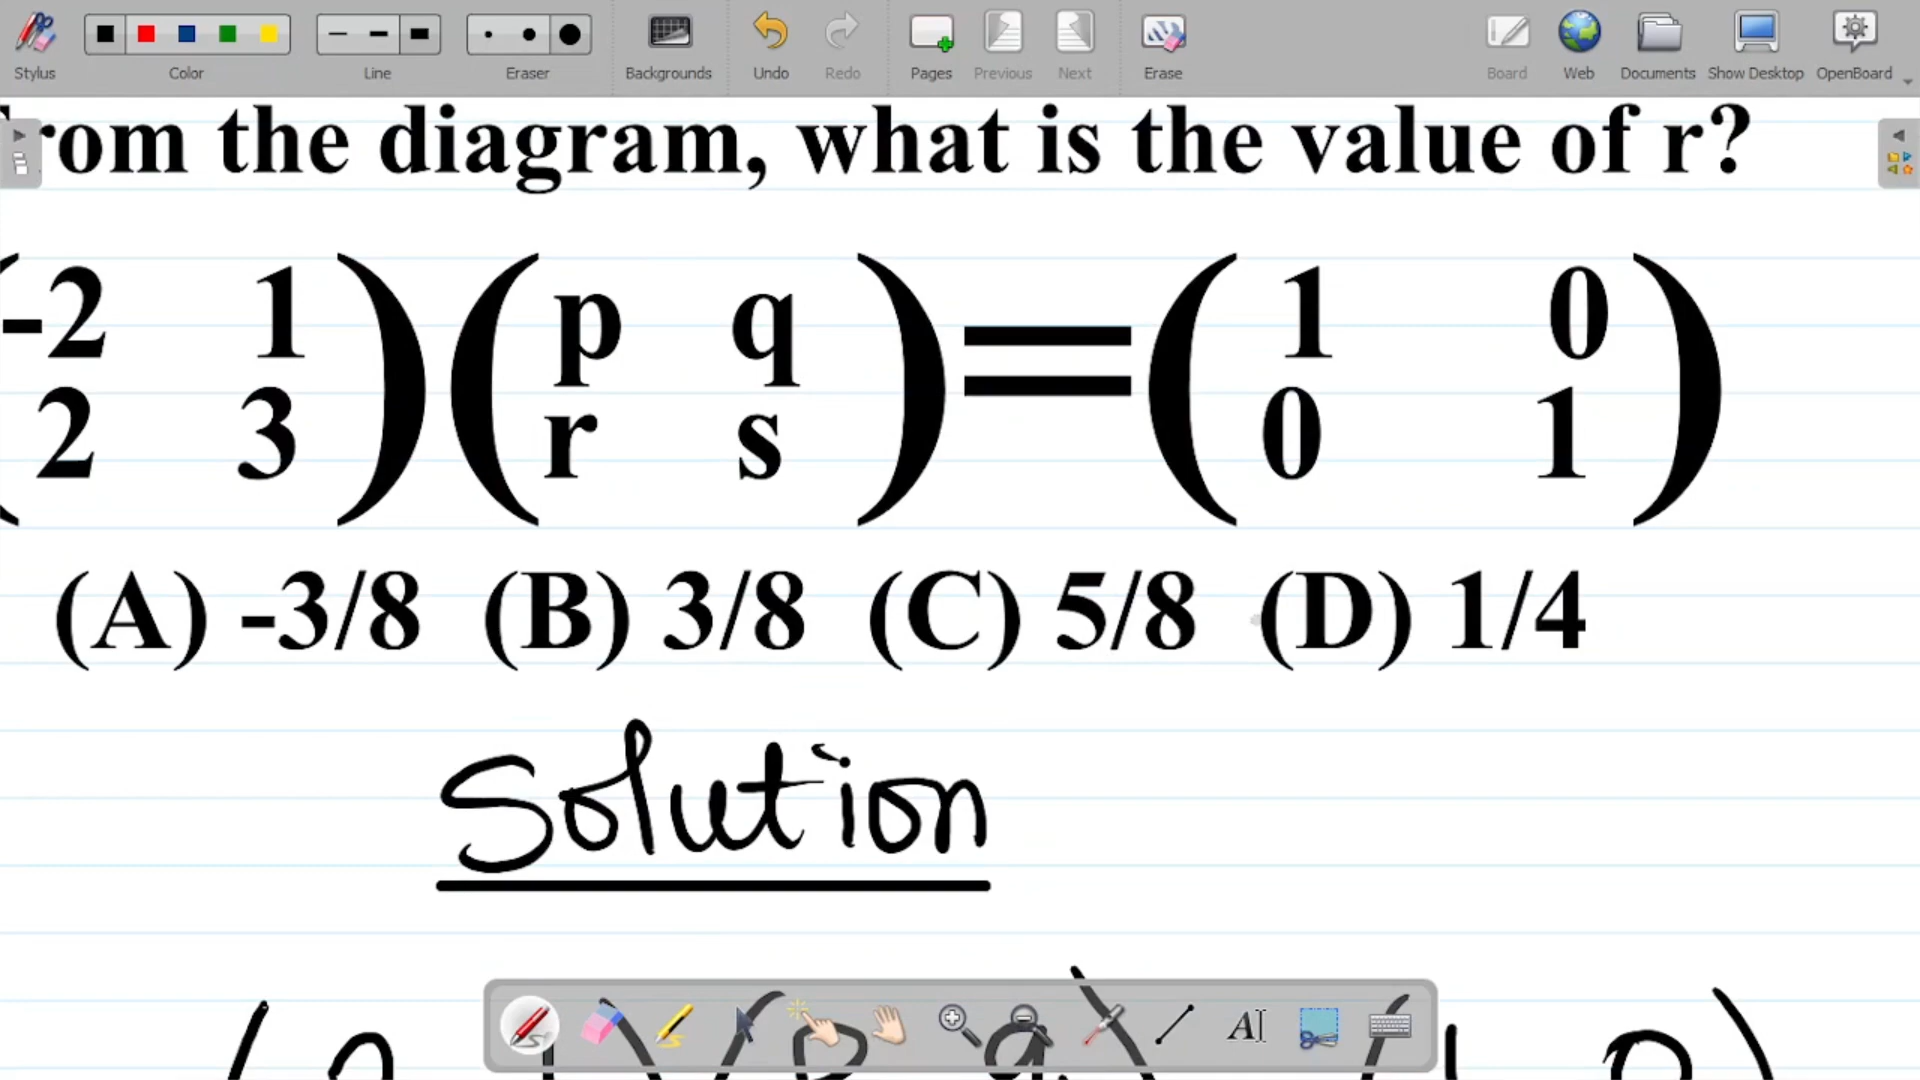 Stylus Color Line Eraser Backgrounds Undo Redo Pages Previous Next Erase Board Web Documents Show Desktop OpenBoard
rom the diagram, what is the value of r?
-2 1 p q = 1 0
2 3 r s 0 1
(A) -3/8 (B) 3/8 (C) 5/8 (D) 1/4
Solution